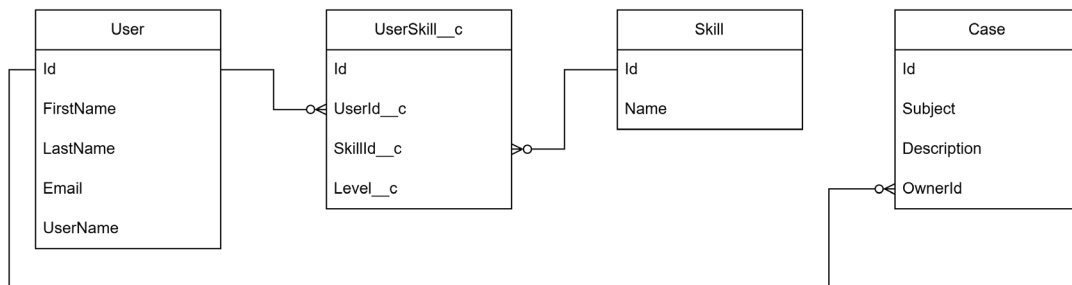 User
Id
FirstName
LastName
Email
UserName
UserSkill__c
Id
UserId__c
SkillId__c
Level__c
Skill
Id
Name
Case
Id
Subject
Description
OwnerId